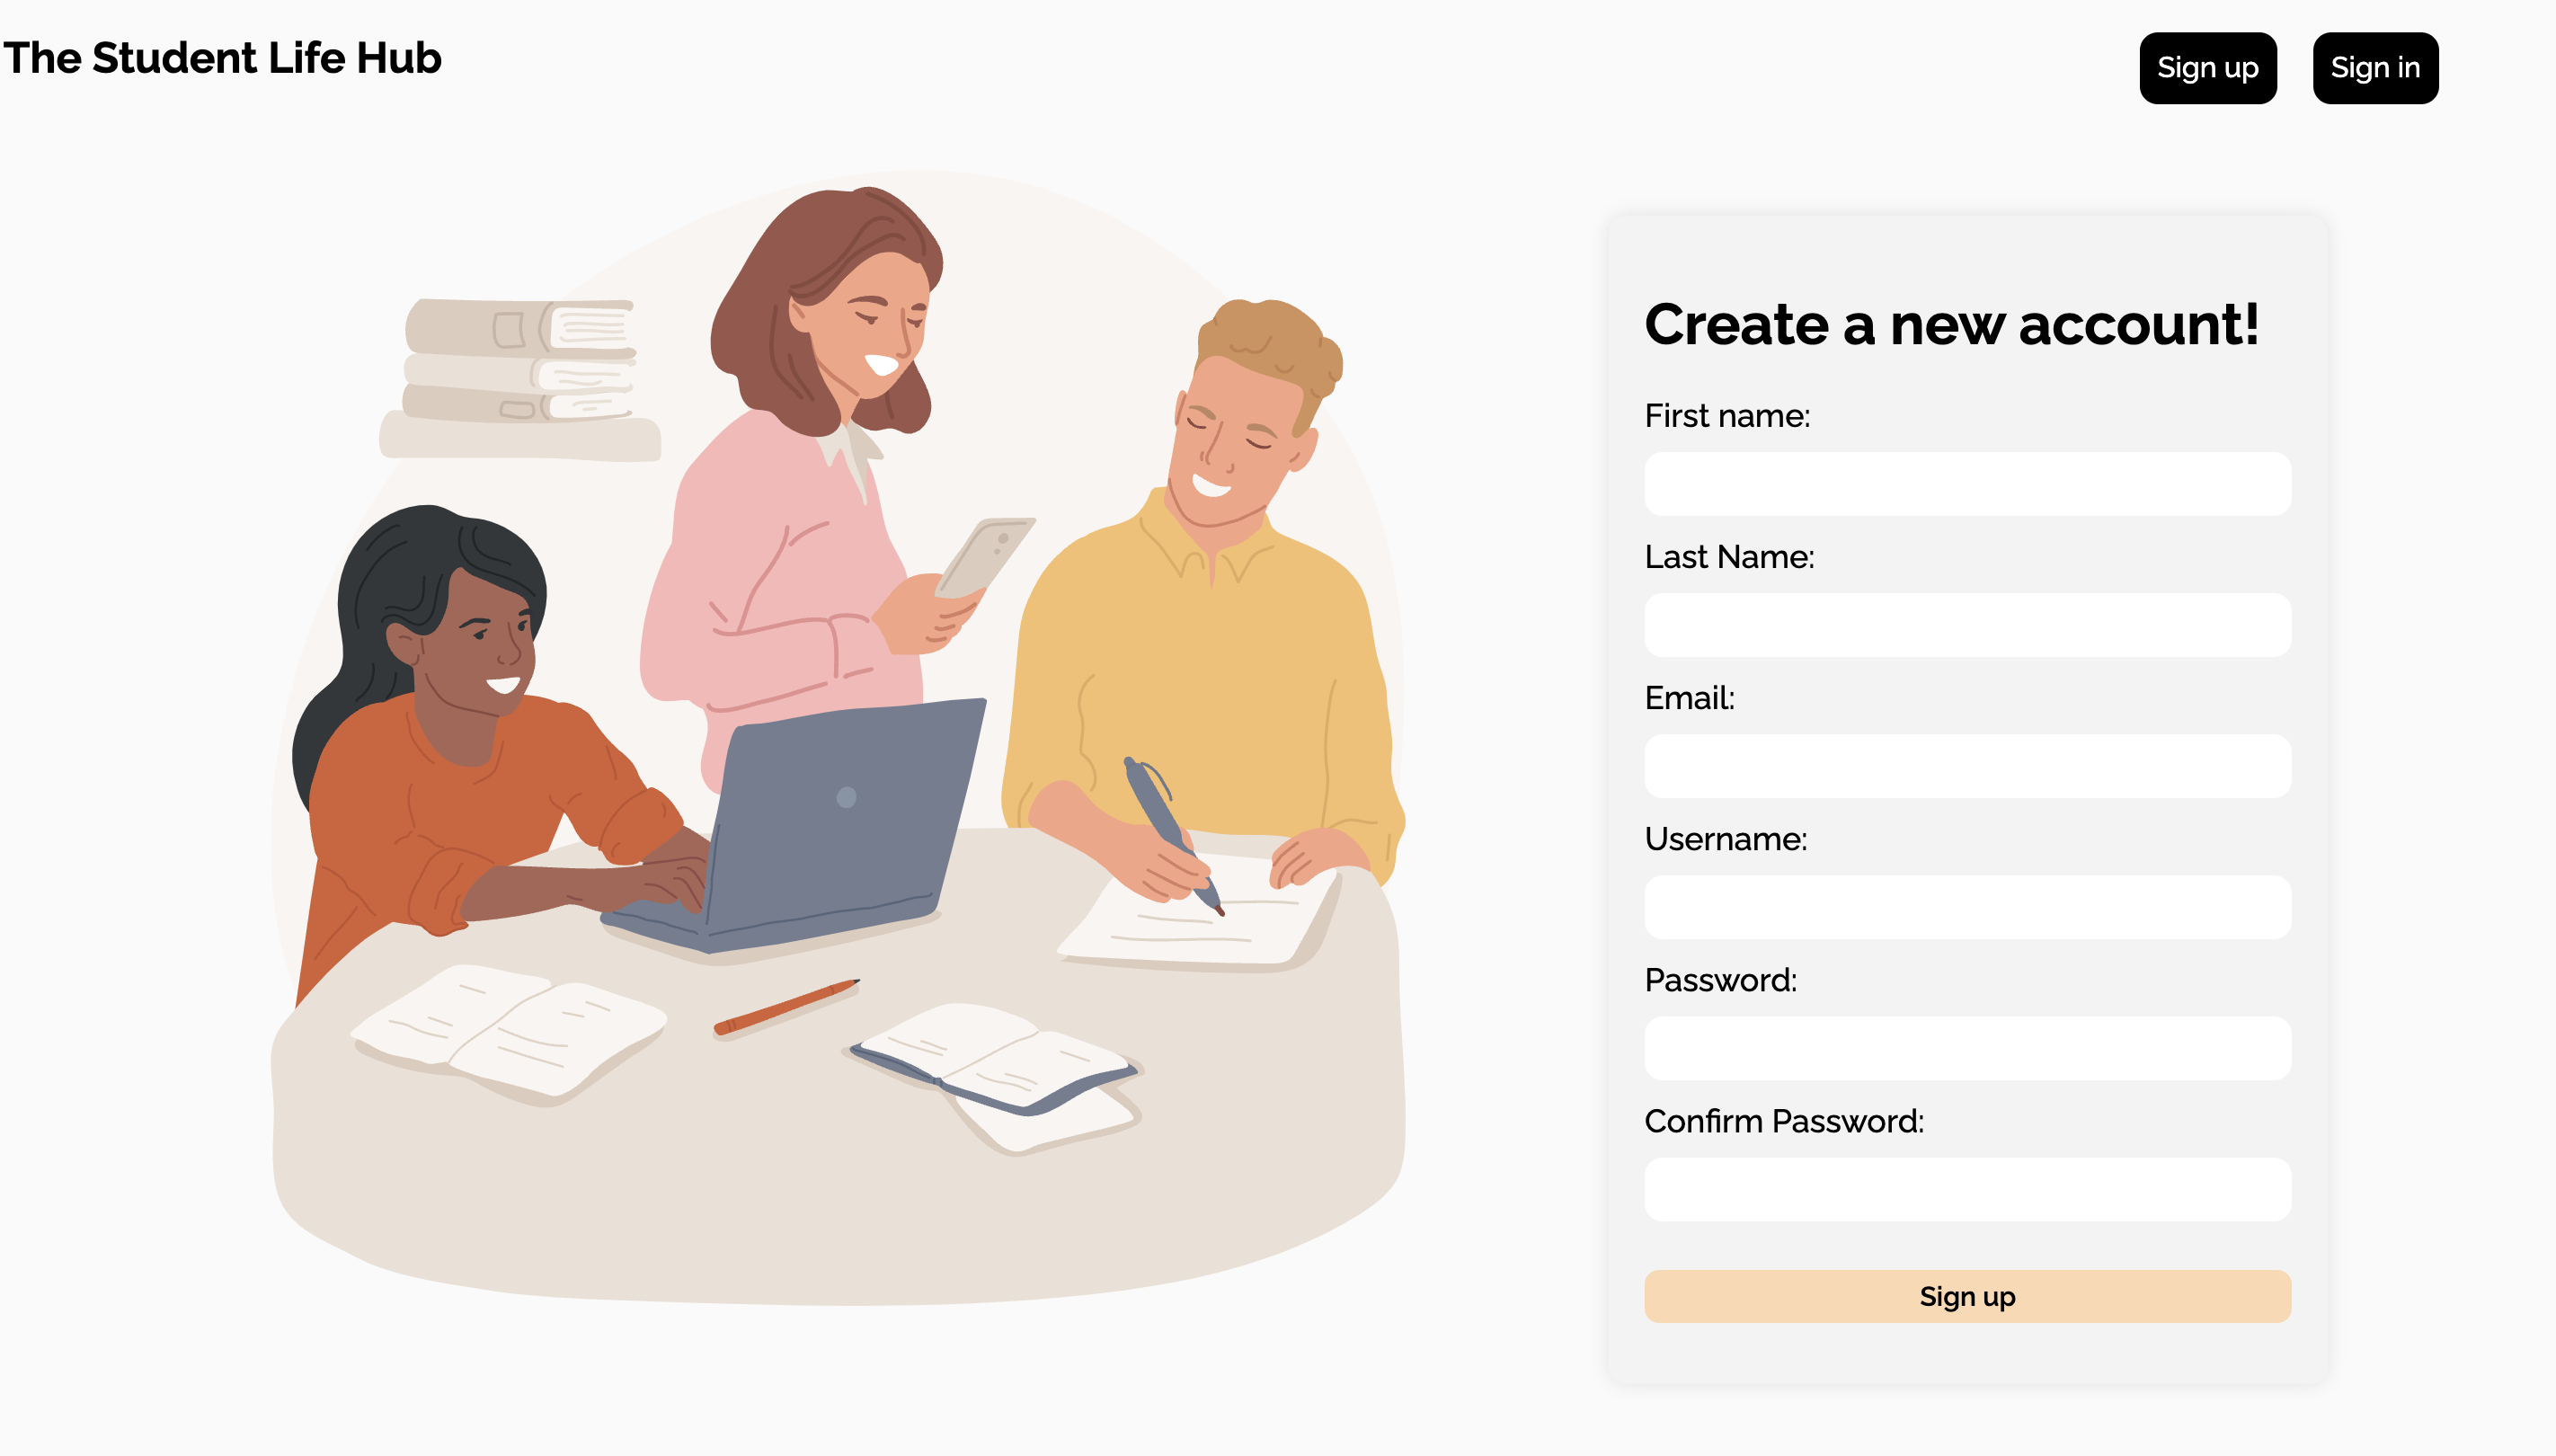 The Student Life Hub
Sign up
Sign in
Create a new account!
First name:
Last Name:
Email:
Username:
Password:
Confirm Password:
Sign up